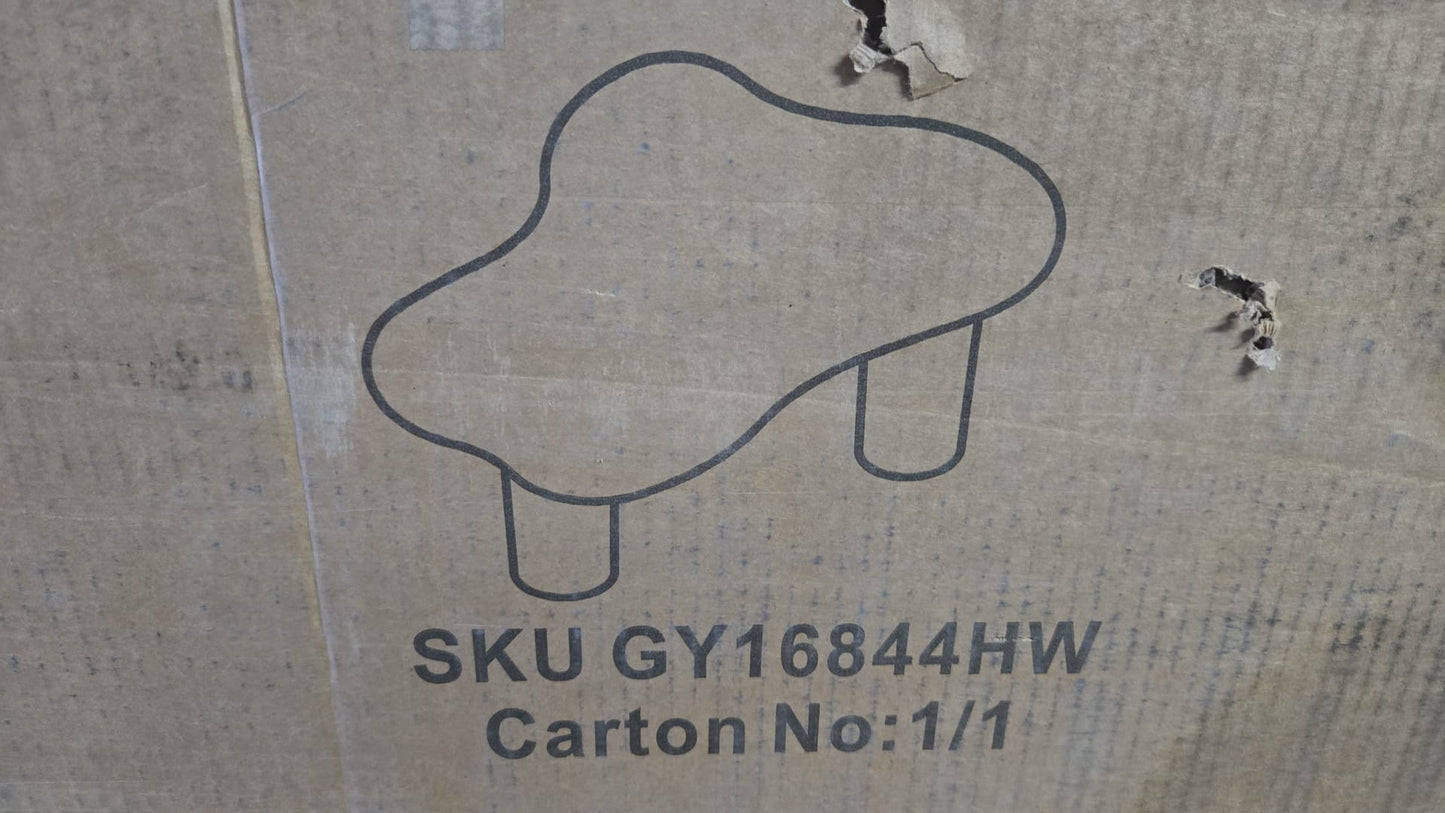 SKU GY16844HW
Carton No:1/1